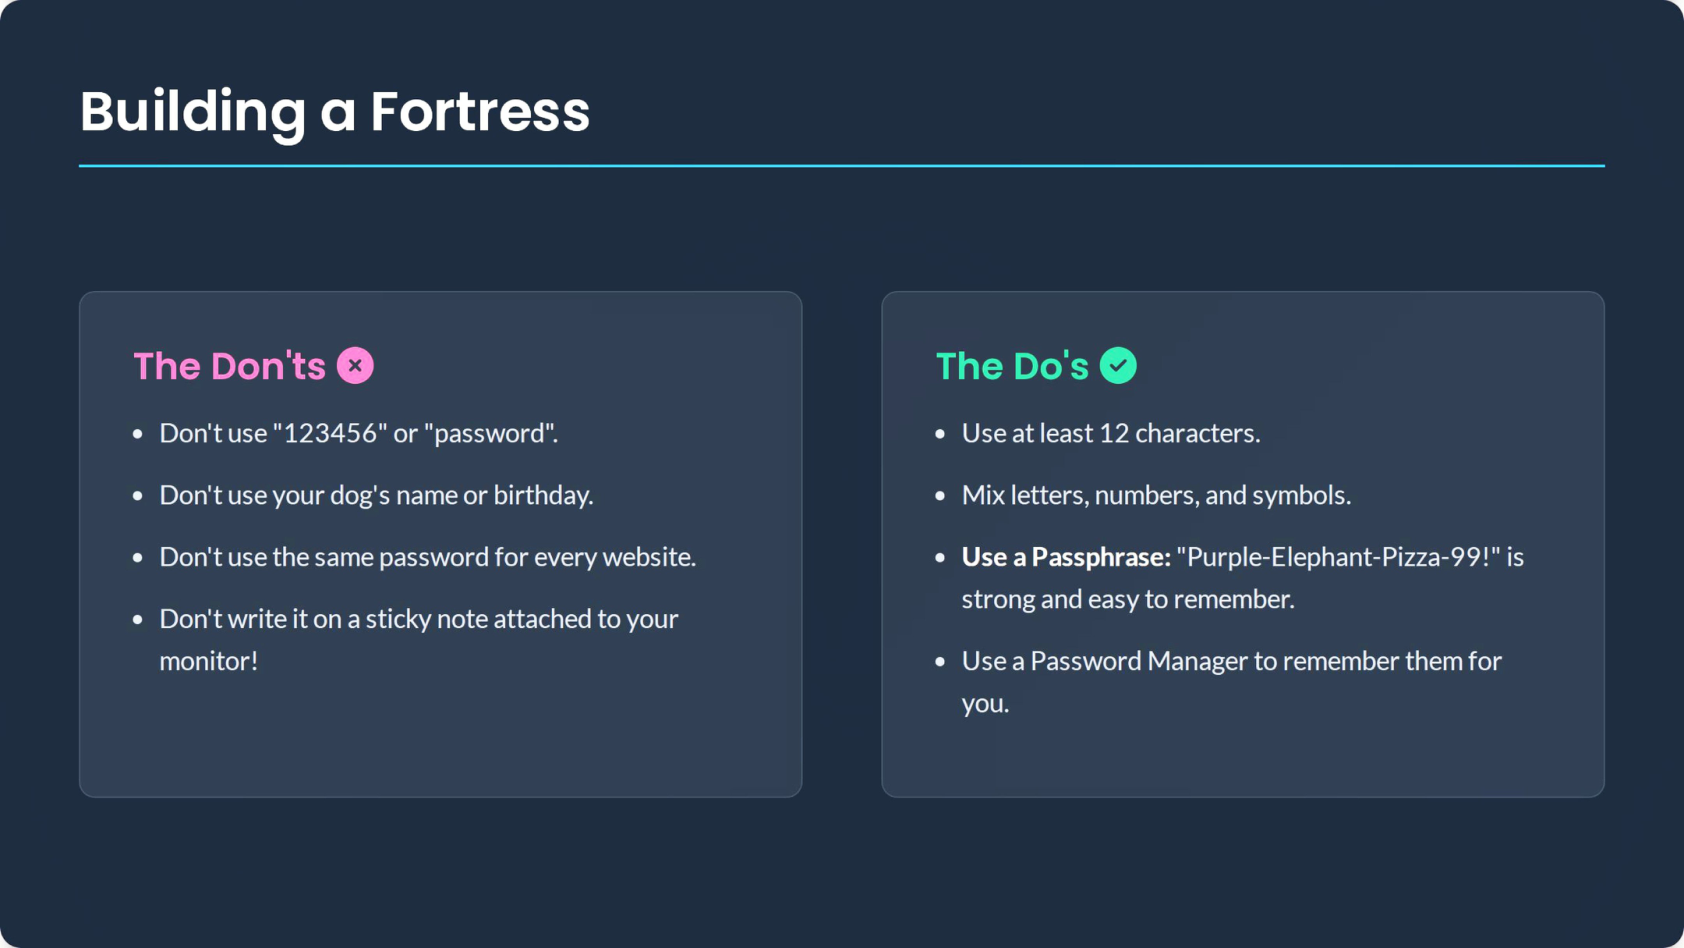 Building a Fortress
The Don'ts
Don't use "123456" or "password".
Don't use your dog's name or birthday.
Don't use the same password for every website.
Don't write it on a sticky note attached to your
monitor!
The Do's
Use at least 12 characters.
Mix letters, numbers, and symbols.
Use a Passphrase: "Purple-Elephant-Pizza-99!" is
strong and easy to remember.
Use a Password Manager to remember them for
you.